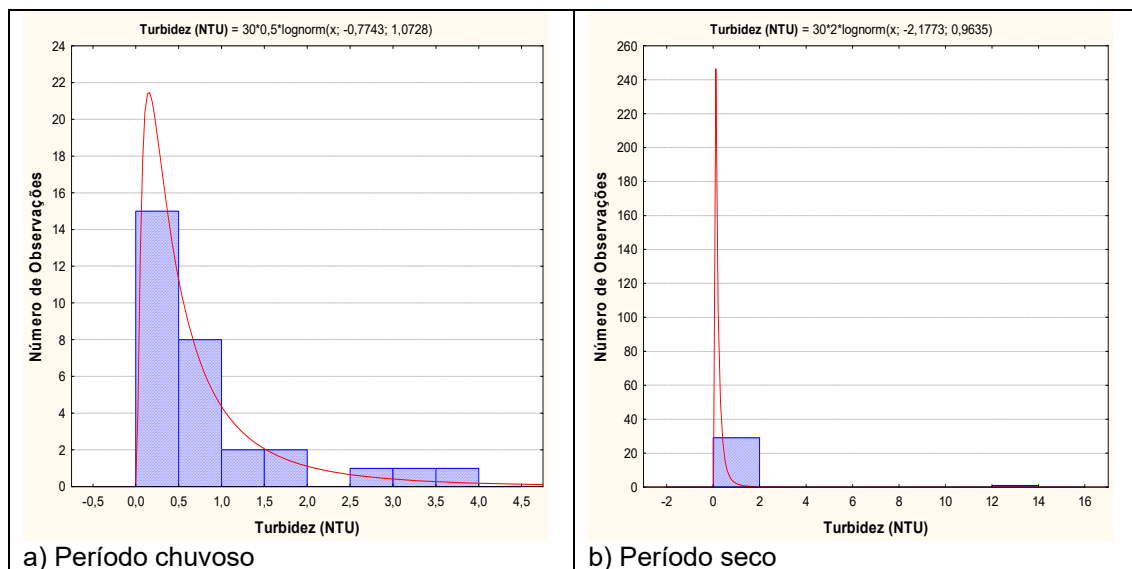 Turbidez (NTU) = 30*0,5*lognorm(x; -0,7743; 1,0728)
24
22
20
18
16
14
12
10
8
6
4
2
0
Número de Observações
-0,5 0,0 0,5 1,0 1,5 2,0 2,5 3,0 3,5 4,0 4,5
Turbidez (NTU)
a) Período chuvoso
Turbidez (NTU) = 30*2*lognorm(x; -2,1773; 0,9635)
260
240
220
200
180
160
140
120
100
80
60
40
20
0
Número de Observações
-2 0 2 4 6 8 10 12 14 16
Turbidez (NTU)
b) Período seco